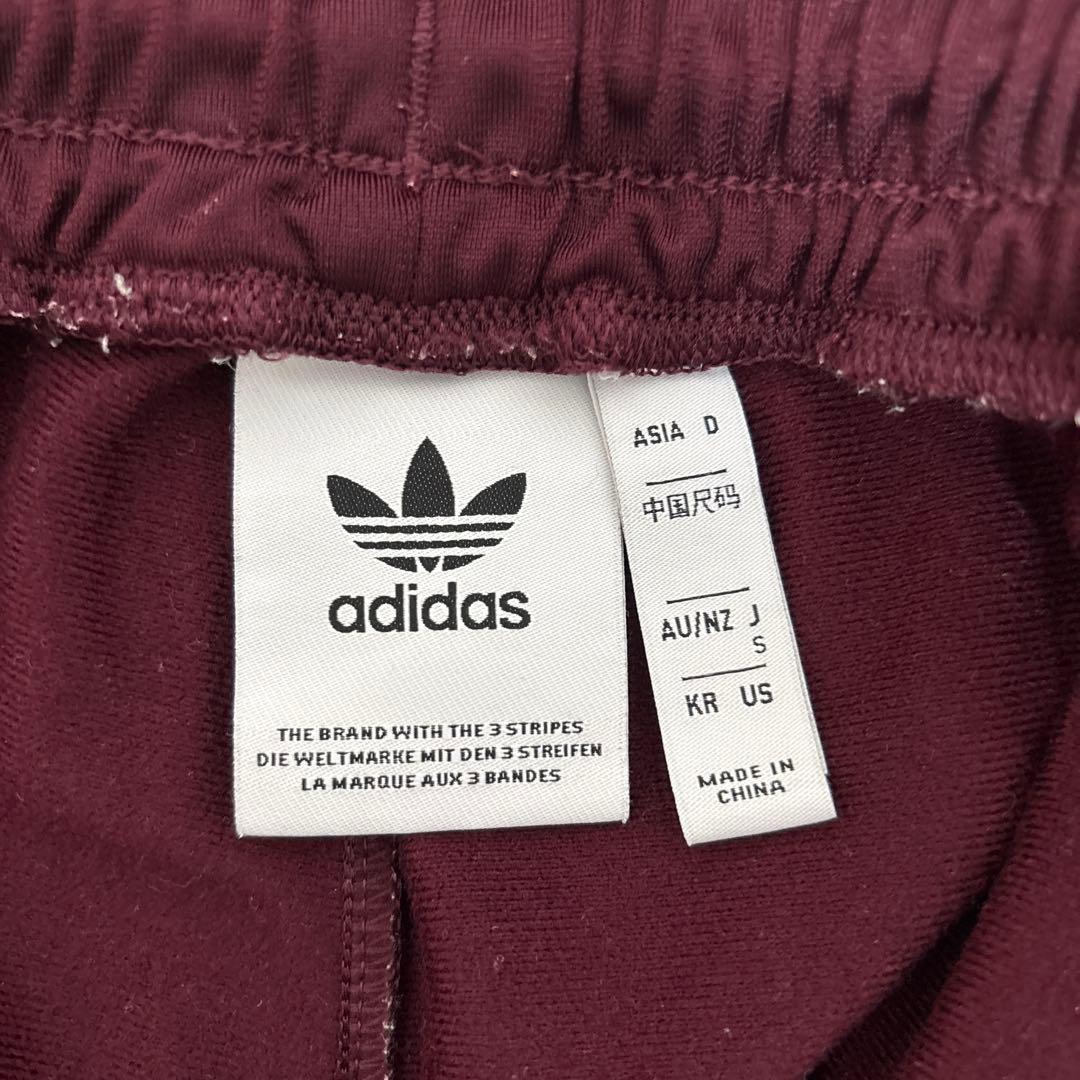 adidas
THE BRAND WITH THE 3 STRIPES
DIE WELTMARKE MIT DEN 3 STREIFEN
LA MARQUE AUX 3 BANDES
ASIA D
中国尺码
AU/NZ J
S
KR US
MADE IN
CHINA